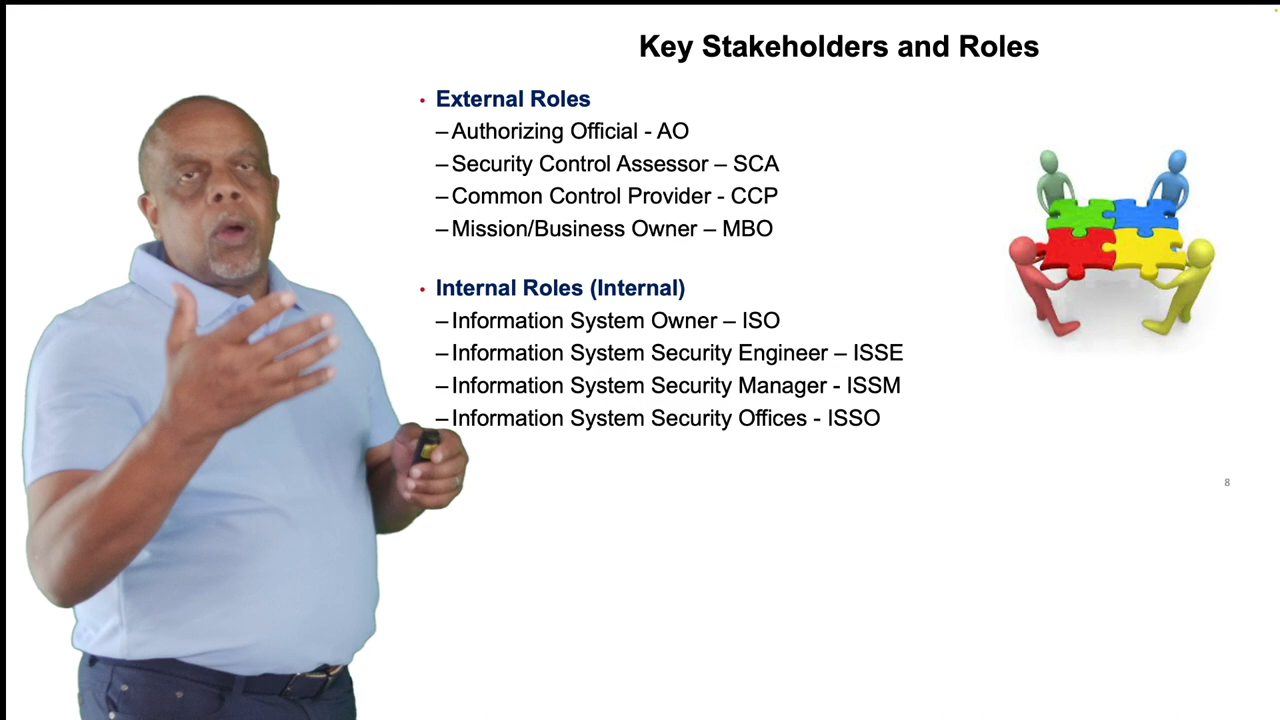 Key Stakeholders and Roles
• External Roles
–Authorizing Official - AO
–Security Control Assessor – SCA
–Common Control Provider - CCP
–Mission/Business Owner – MBO
• Internal Roles (Internal)
–Information System Owner – ISO
–Information System Security Engineer – ISSE
–Information System Security Manager - ISSM
–Information System Security Offices - ISSO
8